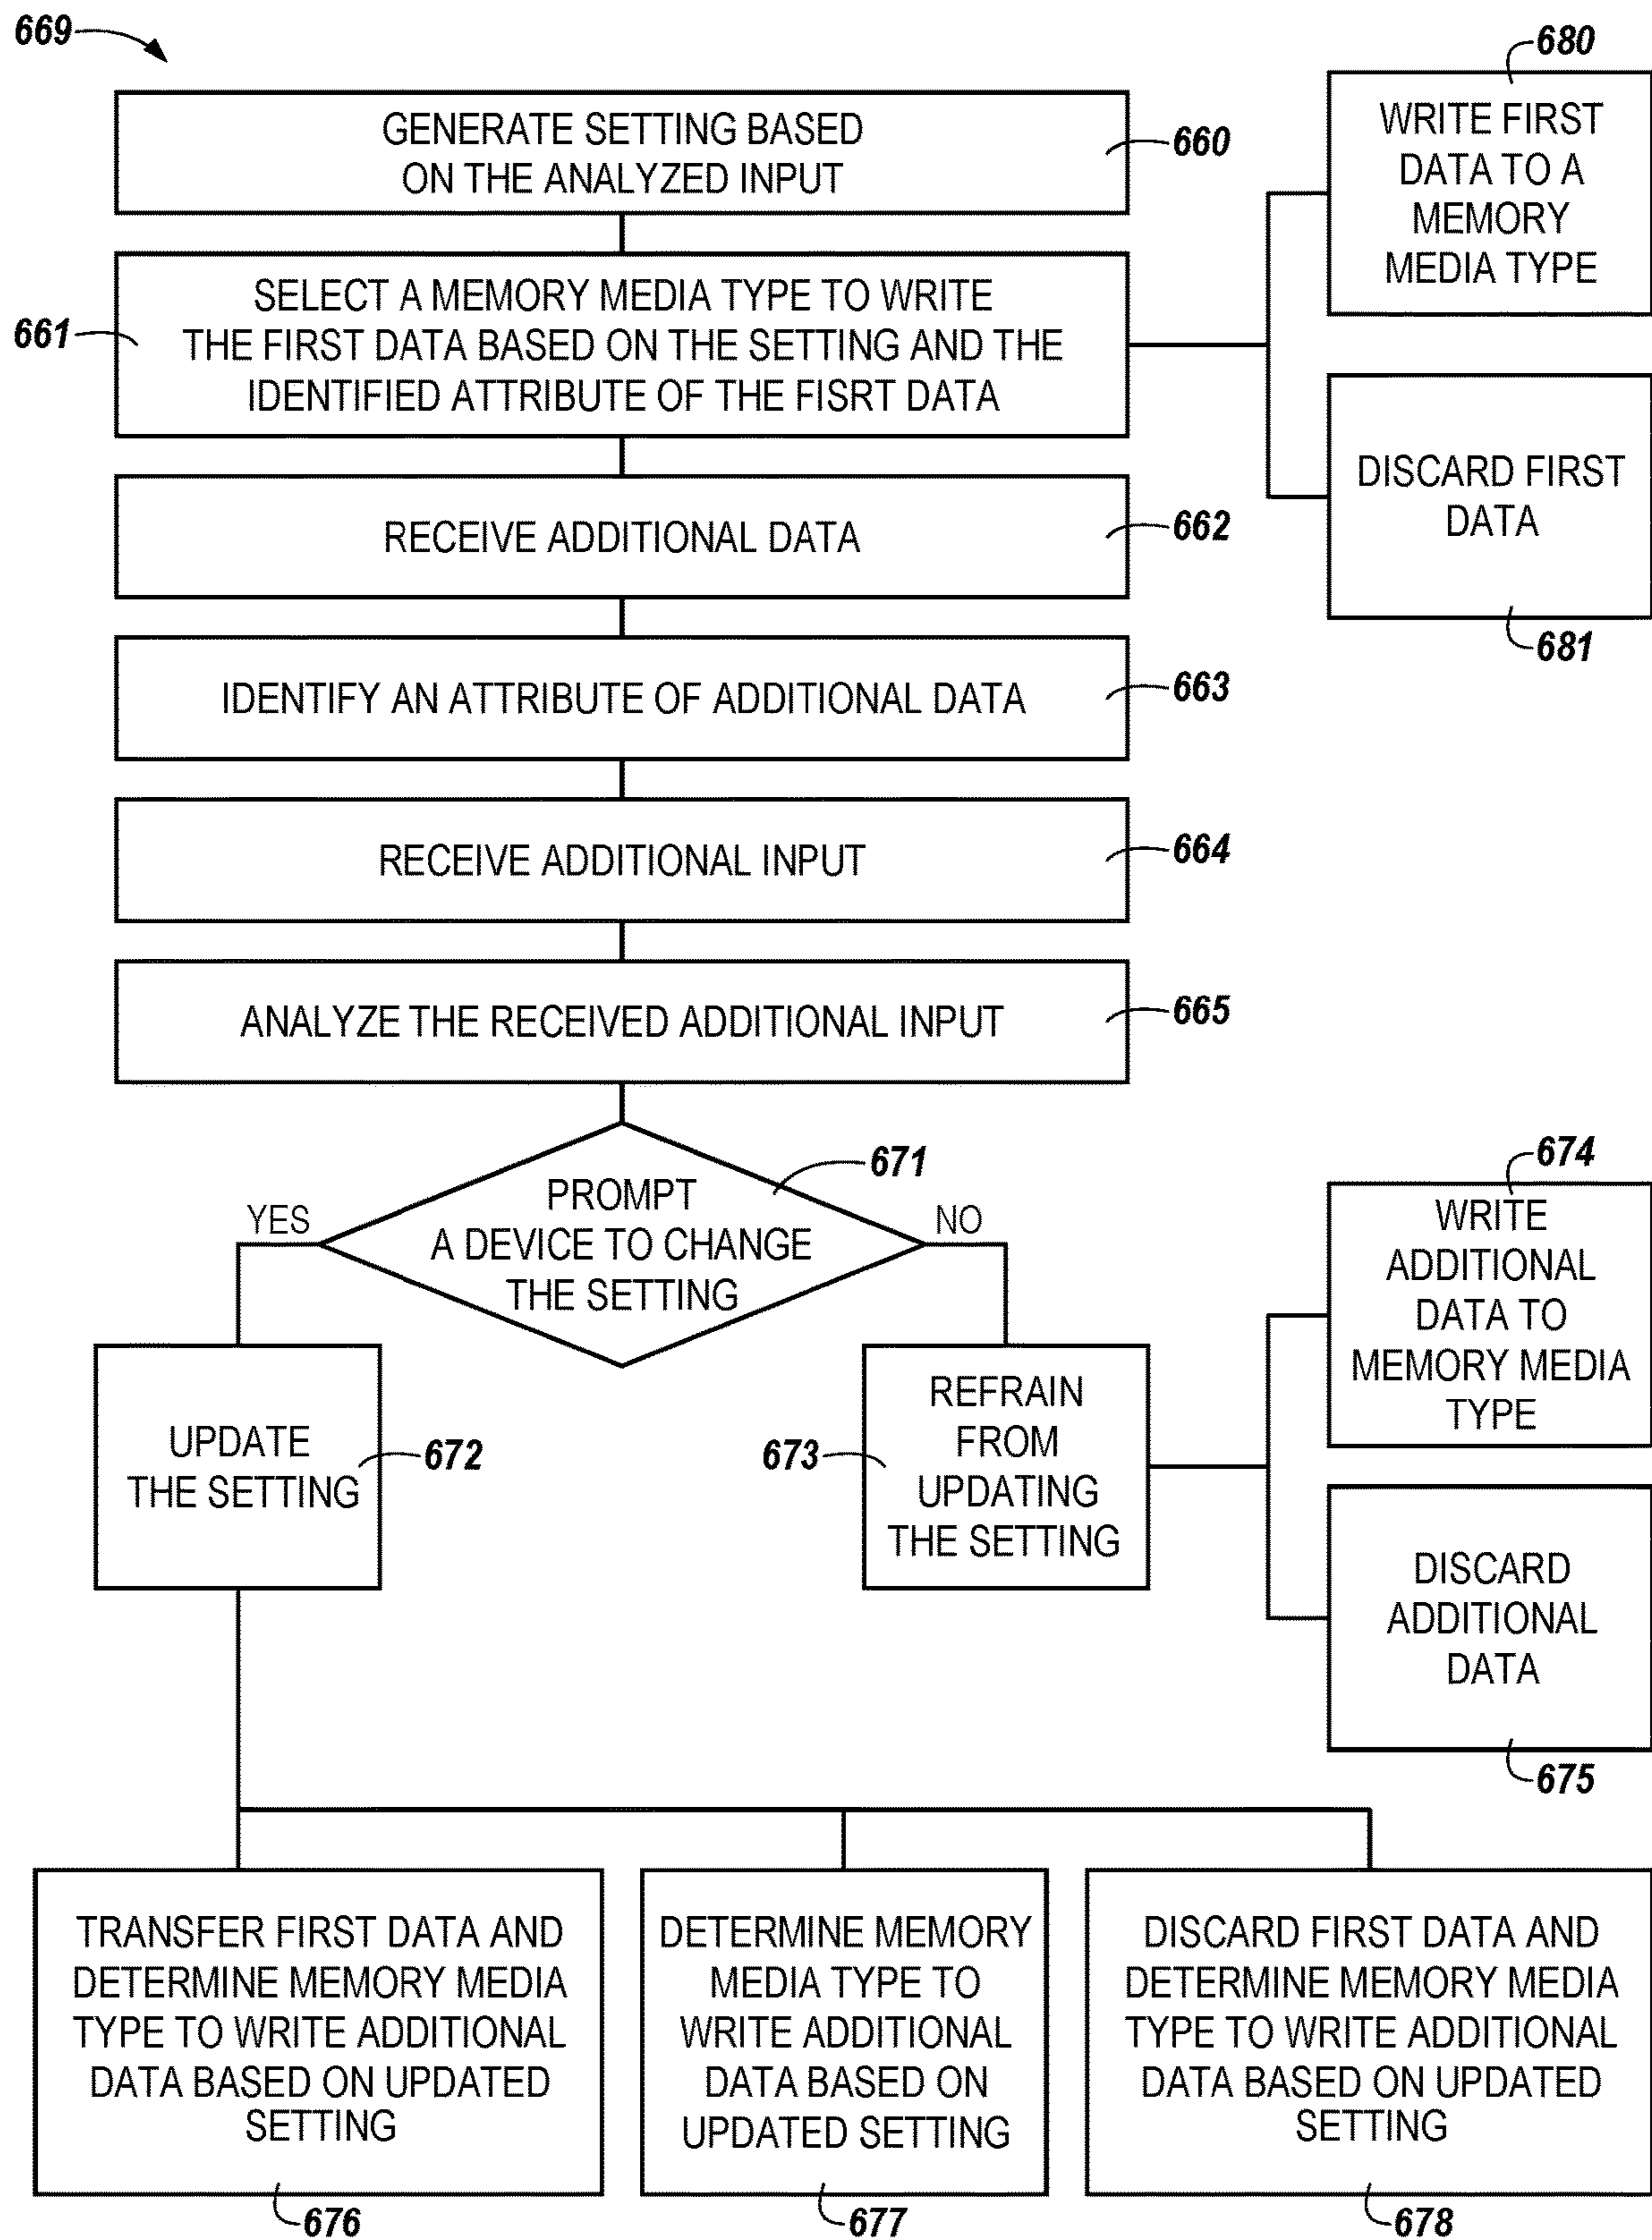 669
GENERATE SETTING BASED
ON THE ANALYZED INPUT
660
SELECT A MEMORY MEDIA TYPE TO WRITE
THE FIRST DATA BASED ON THE SETTING AND THE
IDENTIFIED ATTRIBUTE OF THE FISRT DATA
661
680
WRITE FIRST
DATA TO A
MEMORY
MEDIA TYPE
DISCARD FIRST
DATA
681
RECEIVE ADDITIONAL DATA
662
IDENTIFY AN ATTRIBUTE OF ADDITIONAL DATA
663
RECEIVE ADDITIONAL INPUT
664
ANALYZE THE RECEIVED ADDITIONAL INPUT
665
671
PROMPT
A DEVICE TO CHANGE
THE SETTING
YES
NO
UPDATE
THE SETTING
672
673
REFRAIN
FROM
UPDATING
THE SETTING
674
WRITE
ADDITIONAL
DATA TO
MEMORY MEDIA
TYPE
DISCARD
ADDITIONAL
DATA
675
TRANSFER FIRST DATA AND
DETERMINE MEMORY MEDIA
TYPE TO WRITE ADDITIONAL
DATA BASED ON UPDATED
SETTING
676
DETERMINE MEMORY
MEDIA TYPE TO
WRITE ADDITIONAL
DATA BASED ON
UPDATED SETTING
677
DISCARD FIRST DATA AND
DETERMINE MEMORY MEDIA
TYPE TO WRITE ADDITIONAL
DATA BASED ON UPDATED
SETTING
678